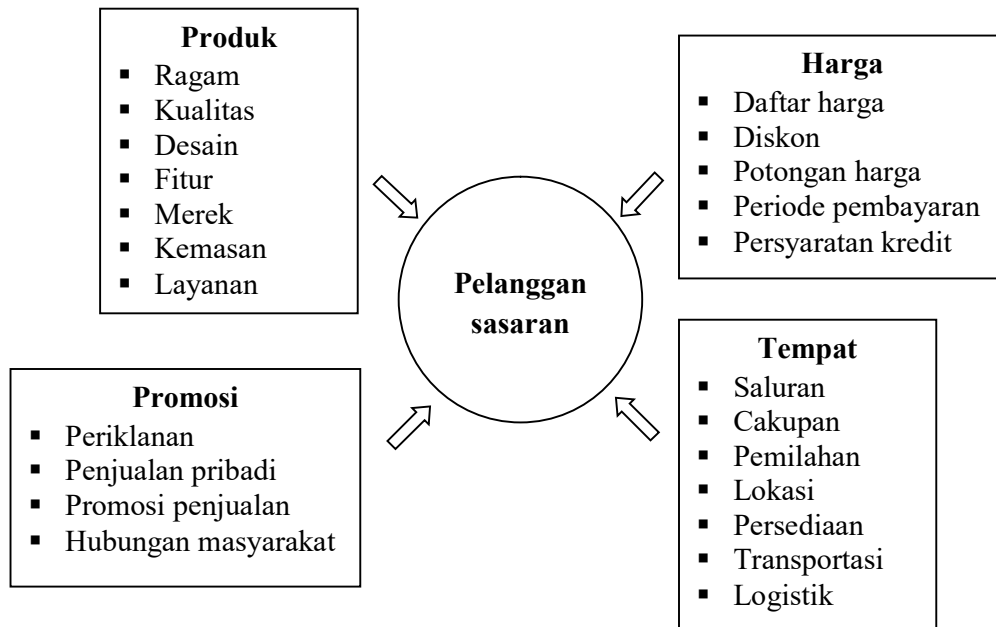 Produk
▪ Ragam
▪ Kualitas
▪ Desain
▪ Fitur
▪ Merek
▪ Kemasan
▪ Layanan
Harga
▪ Daftar harga
▪ Diskon
▪ Potongan harga
▪ Periode pembayaran
▪ Persyaratan kredit
Pelanggan
sasaran
Promosi
▪ Periklanan
▪ Penjualan pribadi
▪ Promosi penjualan
▪ Hubungan masyarakat
Tempat
▪ Saluran
▪ Cakupan
▪ Pemilahan
▪ Lokasi
▪ Persediaan
▪ Transportasi
▪ Logistik